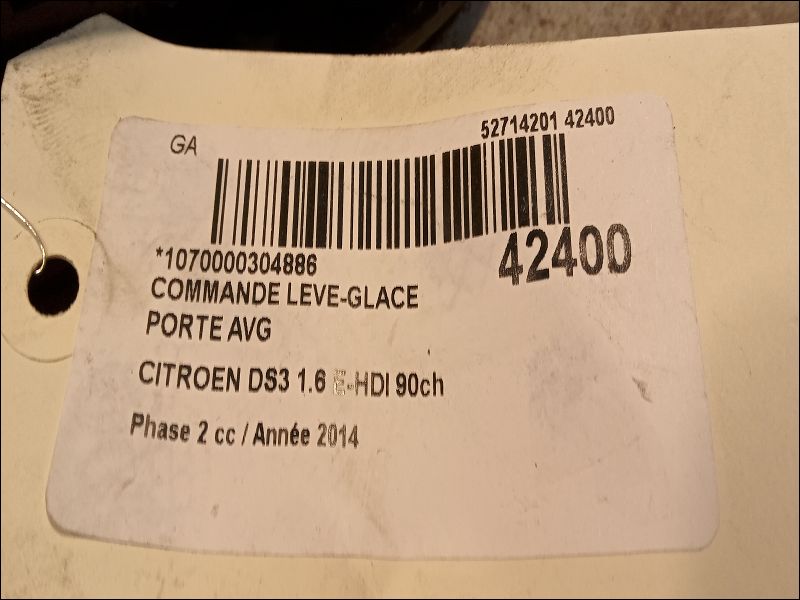 GA
52714201 42400
*1070000304886
42400
COMMANDE LEVE-GLACE
PORTE AVG
CITROEN DS3 1.6 E-HDI 90ch
Phase 2 cc / Année 2014